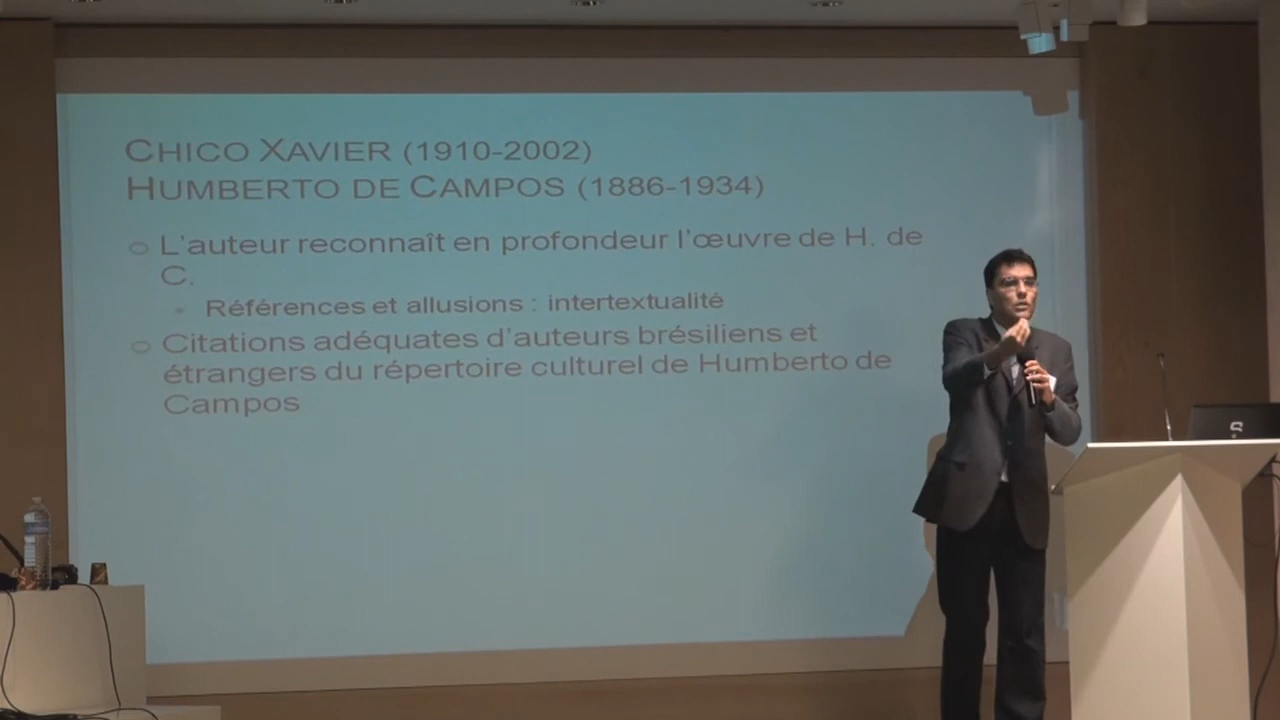 CHICO XAVIER (1910-2002)
HUMBERTO DE CAMPOS (1886-1934)
L'auteur reconnaît en profondeur l'œuvre de H. de
C.
Références et allusions : intertextualité
Citations adéquates d'auteurs brésiliens et
étrangers du répertoire culturel de Humberto de
Campos